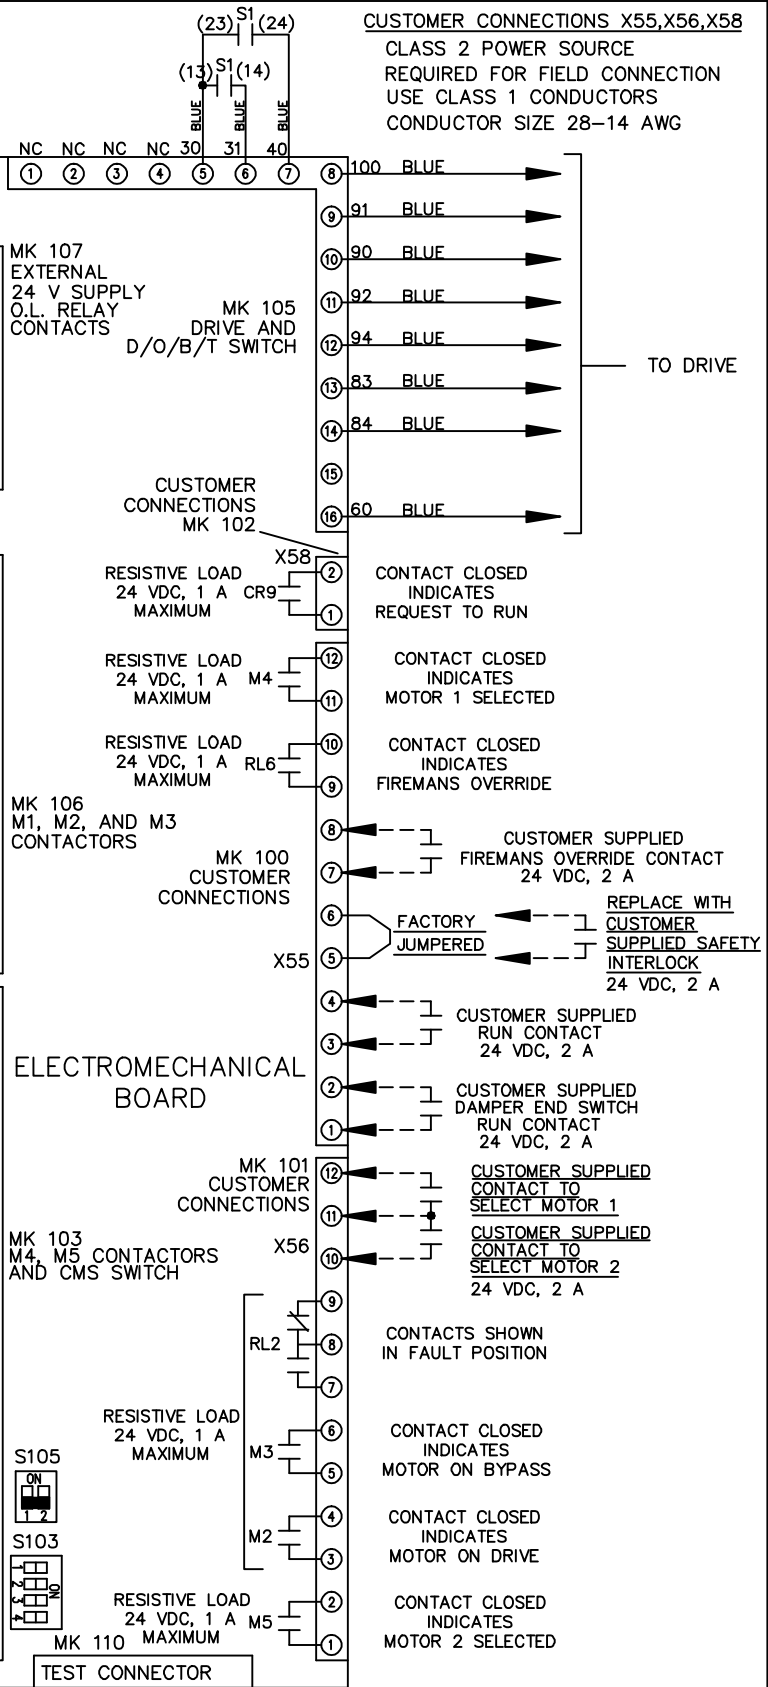 CUSTOMER CONNECTIONS X55,X56,X58
CLASS 2 POWER SOURCE
REQUIRED FOR FIELD CONNECTION
USE CLASS 1 CONDUCTORS
CONDUCTOR SIZE 28-14 AWG
(23) S1 (24)
(13) S1 (14)
BLUE BLUE BLUE
NC NC NC NC 30 31 40
1 2 3 4 5 6 7
8 100 BLUE
9 91 BLUE
10 90 BLUE
11 92 BLUE
12 94 BLUE
13 83 BLUE
14 84 BLUE
15
16 60 BLUE
TO DRIVE
MK 107
EXTERNAL
24 V SUPPLY
O.L. RELAY
CONTACTS
MK 105
DRIVE AND
D/O/B/T SWITCH
CUSTOMER
CONNECTIONS
MK 102
X58
2
1
RESISTIVE LOAD
24 VDC, 1 A
MAXIMUM
CR9
CONTACT CLOSED
INDICATES
REQUEST TO RUN
12
11
RESISTIVE LOAD
24 VDC, 1 A
MAXIMUM
M4
CONTACT CLOSED
INDICATES
MOTOR 1 SELECTED
10
9
RESISTIVE LOAD
24 VDC, 1 A
MAXIMUM
RL6
CONTACT CLOSED
INDICATES
FIREMANS OVERRIDE
MK 106
M1, M2, AND M3
CONTACTORS
8
7
CUSTOMER SUPPLIED
FIREMANS OVERRIDE CONTACT
24 VDC, 2 A
MK 100
CUSTOMER
CONNECTIONS
X55
6
5
FACTORY
JUMPERED
REPLACE WITH
CUSTOMER
SUPPLIED SAFETY
INTERLOCK
24 VDC, 2 A
4
3
CUSTOMER SUPPLIED
RUN CONTACT
24 VDC, 2 A
ELECTROMECHANICAL
BOARD
2
1
CUSTOMER SUPPLIED
DAMPER END SWITCH
RUN CONTACT
24 VDC, 2 A
MK 101
CUSTOMER
CONNECTIONS
X56
12
11
10
CUSTOMER SUPPLIED
CONTACT TO
SELECT MOTOR 1
CUSTOMER SUPPLIED
CONTACT TO
SELECT MOTOR 2
24 VDC, 2 A
MK 103
M4, M5 CONTACTORS
AND CMS SWITCH
9
8
7
RL2
CONTACTS SHOWN
IN FAULT POSITION
RESISTIVE LOAD
24 VDC, 1 A
MAXIMUM
6
5
M3
CONTACT CLOSED
INDICATES
MOTOR ON BYPASS
4
3
M2
CONTACT CLOSED
INDICATES
MOTOR ON DRIVE
S105
ON
1 2
S103
1
2
3
4
ON
2
1
RESISTIVE LOAD
24 VDC, 1 A
MAXIMUM
M5
CONTACT CLOSED
INDICATES
MOTOR 2 SELECTED
MK 110
TEST CONNECTOR